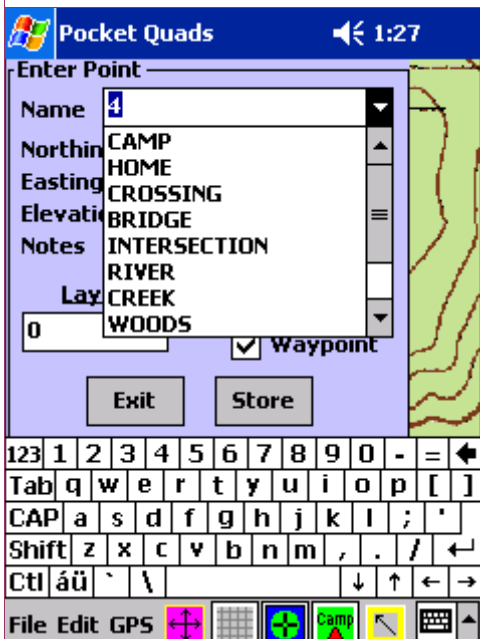 Pocket Quads 1:27
Enter Point
Name 4
CAMP
Northin
HOME
Easting
CROSSING
Elevati
BRIDGE
Notes INTERSECTION
RIVER
Lay CREEK
0 WOODS
Waypoint
Exit Store
123 1 2 3 4 5 6 7 8 9 0 - =
Tab q w e r t y u i o p [ ]
CAP a s d f g h j k l ; '
Shift z x c v b n m , . /
Ctl áü ` \ ↓ ↑ ← →
File Edit GPS Camp